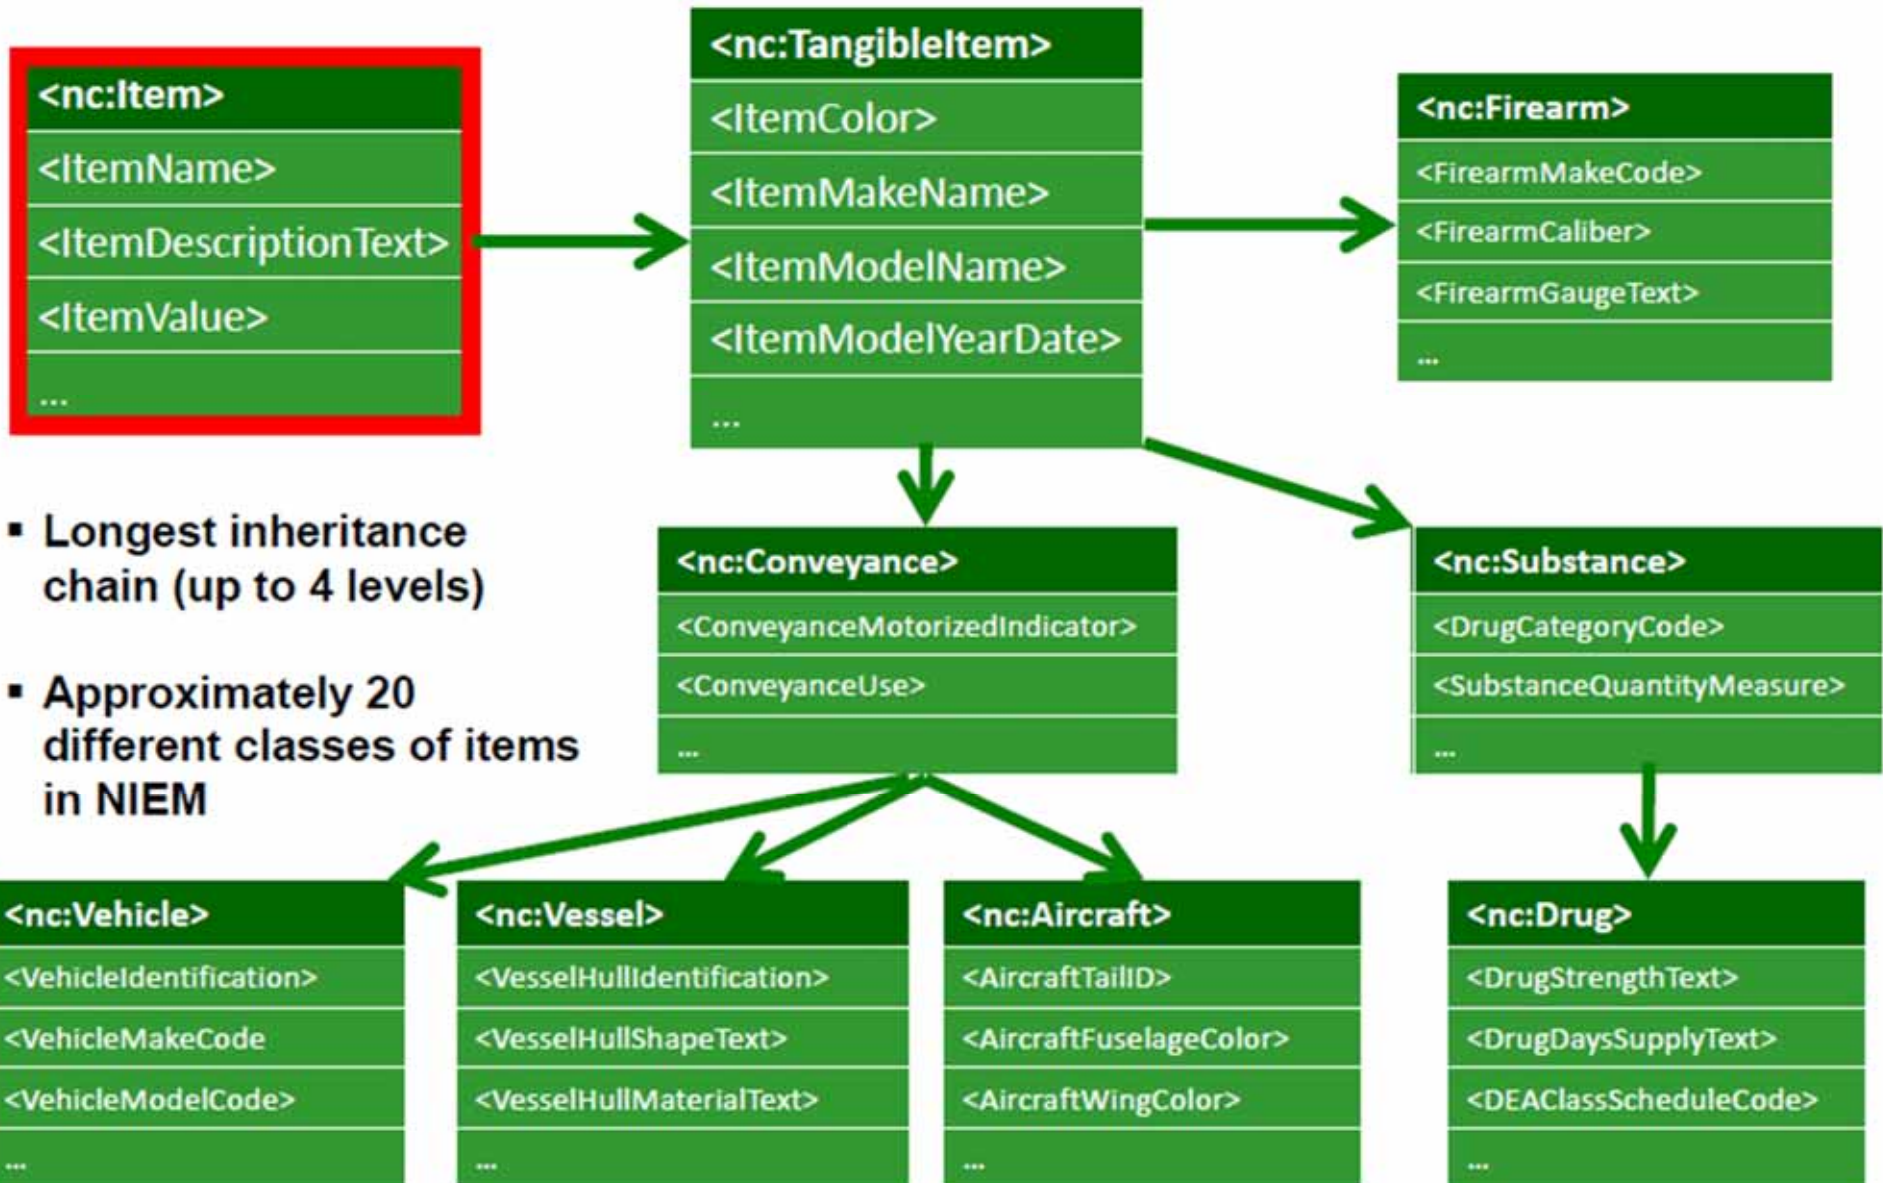 <nc:Item>
<ItemName>
<ItemDescriptionText>
<ItemValue>
...
<nc:TangibleItem>
<ItemColor>
<ItemMakeName>
<ItemModelName>
<ItemModelYearDate>
...
<nc:Firearm>
<FirearmMakeCode>
<FirearmCaliber>
<FirearmGaugeText>
...
▪ Longest inheritance
chain (up to 4 levels)
▪ Approximately 20
different classes of items
in NIEM
<nc:Conveyance>
<ConveyanceMotorizedIndicator>
<ConveyanceUse>
...
<nc:Substance>
<DrugCategoryCode>
<SubstanceQuantityMeasure>
...
<nc:Vehicle>
<VehicleIdentification>
<VehicleMakeCode
<VehicleModelCode>
...
<nc:Vessel>
<VesselHullIdentification>
<VesselHullShapeText>
<VesselHullMaterialText>
...
<nc:Aircraft>
<AircraftTailID>
<AircraftFuselageColor>
<AircraftWingColor>
...
<nc:Drug>
<DrugStrengthText>
<DrugDaysSupplyText>
<DEAClassScheduleCode>
...